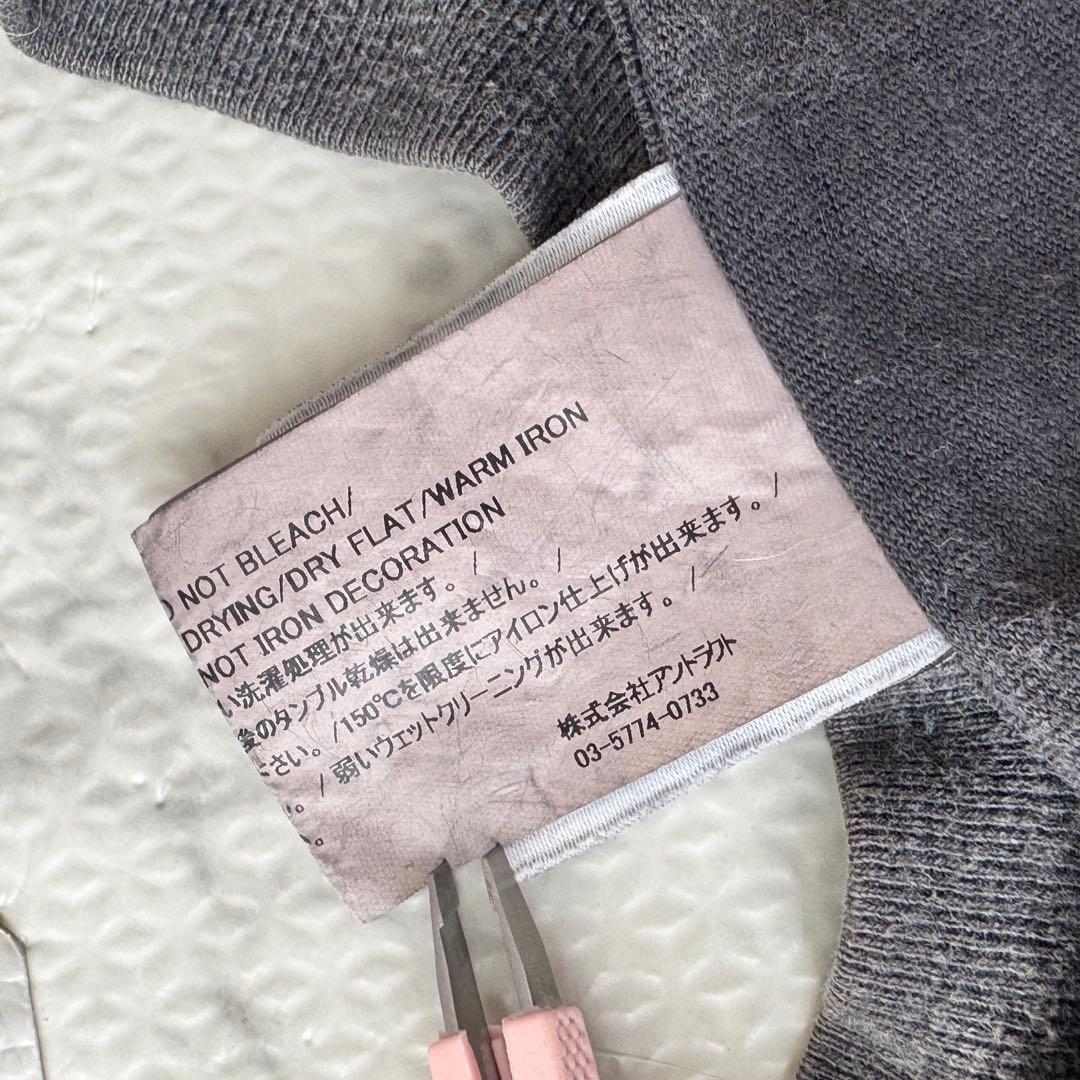 NOT BLEACH/
DRYING/DRY FLAT/WARM IRON
NOT IRON DECORATION
い洗濯処理が出来ます。/
後のタンブル乾燥は出来ません。/
さい。/150℃を限度にアイロン仕上げが出来ます。/
。/弱いウェットクリーニングが出来ます。/
。
株式会社アントデクト
03-5774-0733